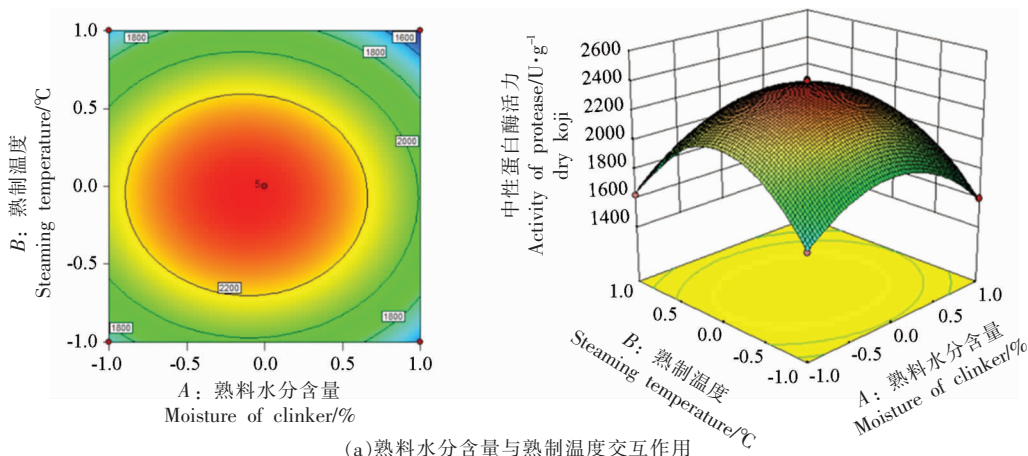 1.0
0.5
0.0
-0.5
-1.0
B：熟制温度
Steaming temperature/℃
1800
1800
1600
2000
5
2200
1800
1800
-1.0 -0.5 0.0 0.5 1.0
A：熟料水分含量
Moisture of clinker/%
中性蛋白酶活力
Activity of protease/U·g⁻¹
dry koji
2600
2400
2200
2000
1800
1600
1400
1.0
0.5
0.0
-0.5
-1.0
B：熟制温度
Steaming temperature/℃
-1.0
-0.5
0.0
0.5
1.0
A：熟料水分含量
Moisture of clinker/%
(a)熟料水分含量与熟制温度交互作用